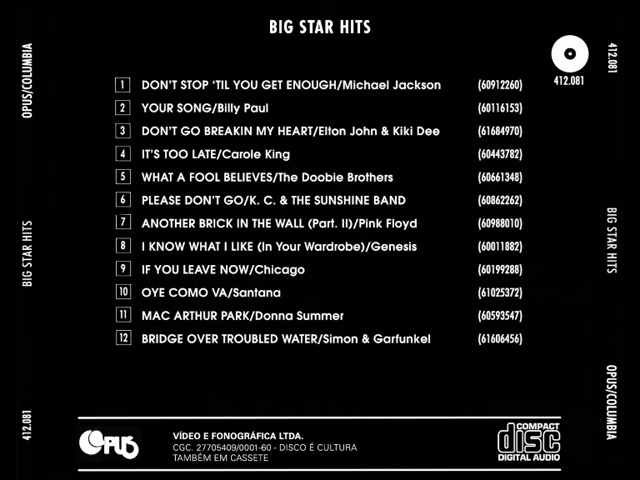 BIG STAR HITS
412.081
1 DON'T STOP 'TIL YOU GET ENOUGH/Michael Jackson (60912260)
2 YOUR SONG/Billy Paul (60116153)
3 DON'T GO BREAKIN MY HEART/Elton John & Kiki Dee (61684970)
4 IT'S TOO LATE/Carole King (60443782)
5 WHAT A FOOL BELIEVES/The Doobie Brothers (60661348)
6 PLEASE DON'T GO/K. C. & THE SUNSHINE BAND (60862262)
7 ANOTHER BRICK IN THE WALL (Part. II)/Pink Floyd (60988010)
8 I KNOW WHAT I LIKE (In Your Wardrobe)/Genesis (60011882)
9 IF YOU LEAVE NOW/Chicago (60199288)
10 OYE COMO VA/Santana (61025372)
11 MAC ARTHUR PARK/Donna Summer (60593547)
12 BRIDGE OVER TROUBLED WATER/Simon & Garfunkel (61606456)
OPUS
VÍDEO E FONOGRÁFICA LTDA.
CGC. 27705409/0001-60 - DISCO É CULTURA
TAMBÉM EM CASSETE
COMPACT
disc
DIGITAL AUDIO
OPUS/COLUMBIA
BIG STAR HITS
412.081
412.081
BIG STAR HITS
OPUS/COLUMBIA